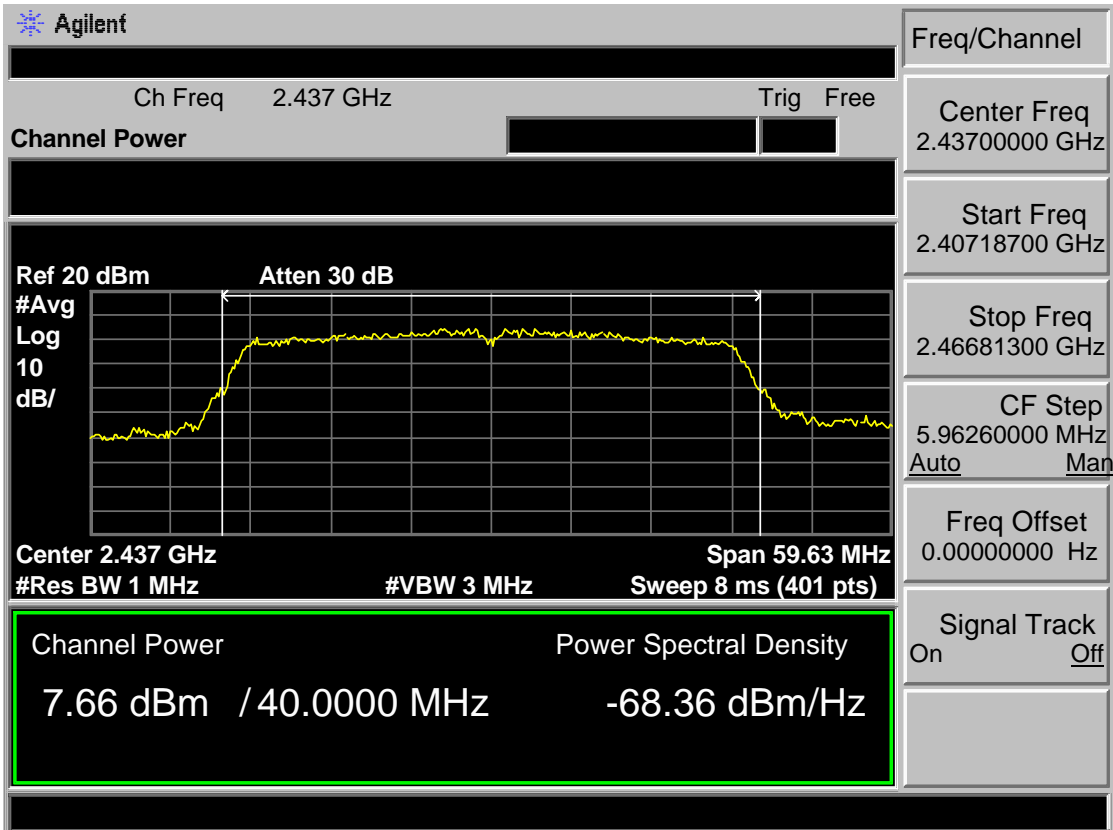 Agilent
Ch Freq 2.437 GHz Trig Free
Channel Power
Ref 20 dBm Atten 30 dB
#Avg
Log
10
dB/
Center 2.437 GHz Span 59.63 MHz
#Res BW 1 MHz #VBW 3 MHz Sweep 8 ms (401 pts)
Channel Power Power Spectral Density
7.66 dBm / 40.0000 MHz -68.36 dBm/Hz
Freq/Channel
Center Freq
2.43700000 GHz
Start Freq
2.40718700 GHz
Stop Freq
2.46681300 GHz
CF Step
5.96260000 MHz
Auto Man
Freq Offset
0.00000000 Hz
Signal Track
On Off